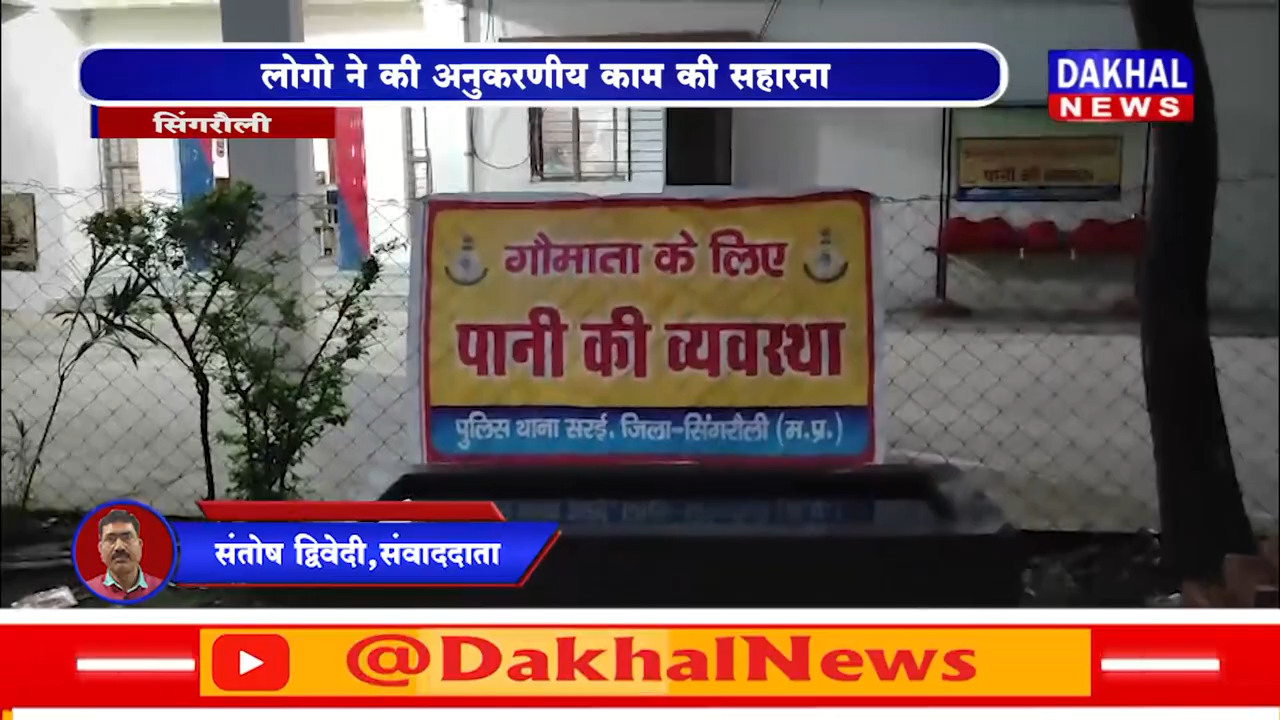 लोगो ने की अनुकरणीय काम की सहारना
DAKHAL
NEWS
सिंगरौली
पानी की व्यवस्था
गौमाता के लिए
पानी की व्यवस्था
पुलिस थाना सरई. जिला-सिंगरौली (म.प्र.)
संतोष द्विवेदी,संवाददाता
@DakhalNews